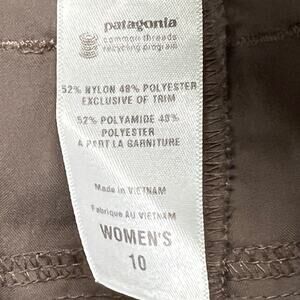 patagonia
common threads
recycling program
52% NYLON 48% POLYESTER
EXCLUSIVE OF TRIM
52% POLYAMIDE 48%
POLYESTER
A PART LA GARNITURE
Made in VIETNAM
Fabrique AU VIETNAM
WOMEN'S
10